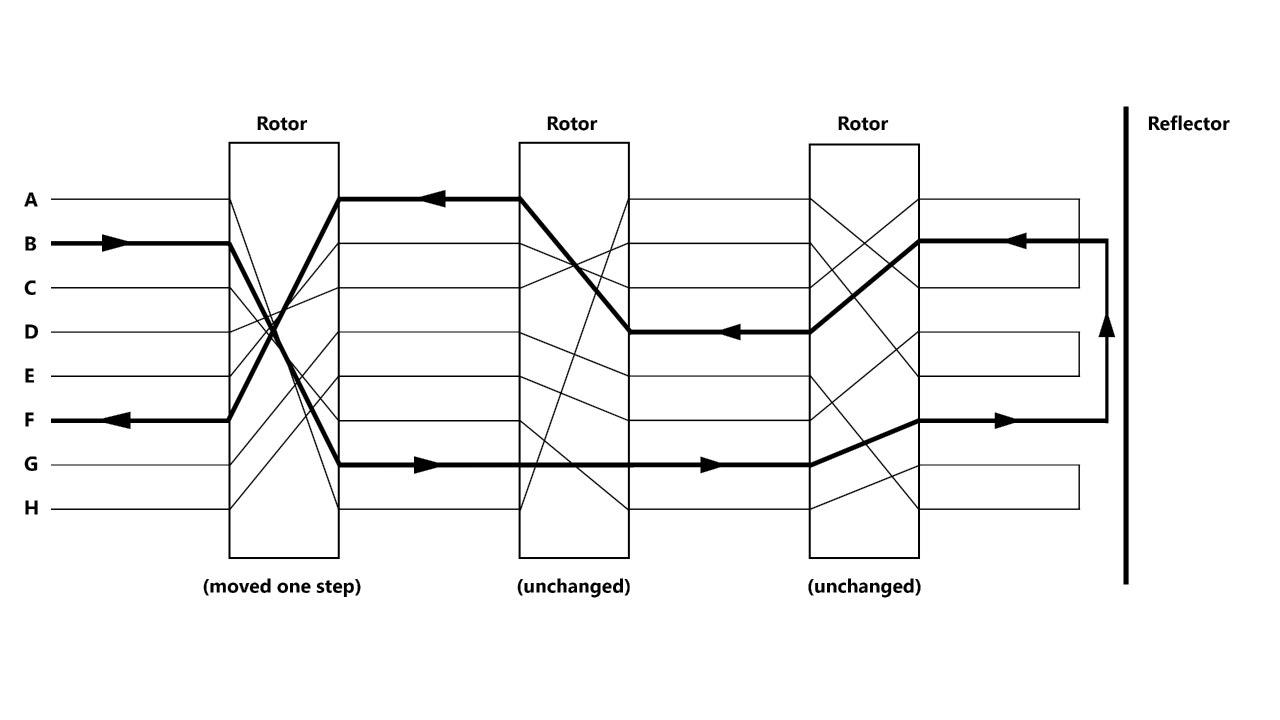 Rotor
Rotor
Rotor
Reflector
A
B
C
D
E
F
G
H
(moved one step)
(unchanged)
(unchanged)